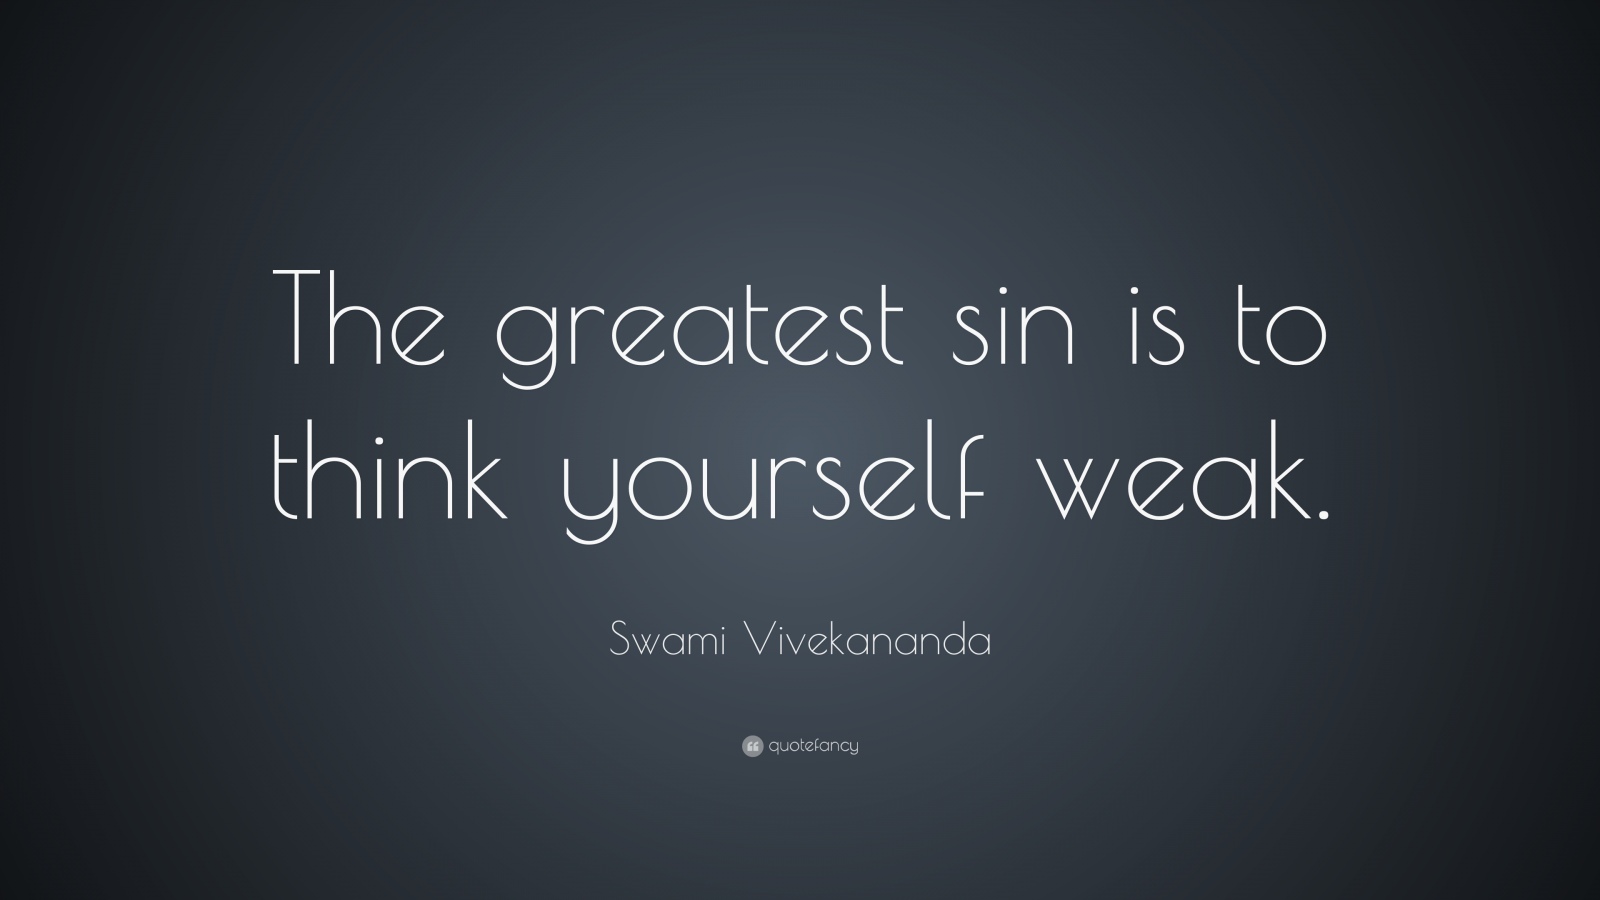 The greatest sin is to
think yourself weak.
Swami Vivekananda
quotefancy